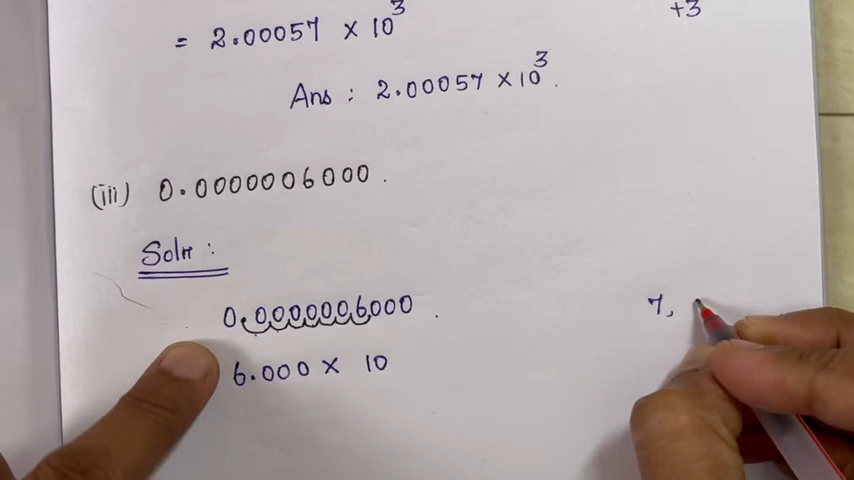 = 2.00057 × 10³ +3
Ans : 2.00057 × 10³.
(iii) 0.0000006000 .
Soln :
0.0000006000 . 7,
6.000 × 10